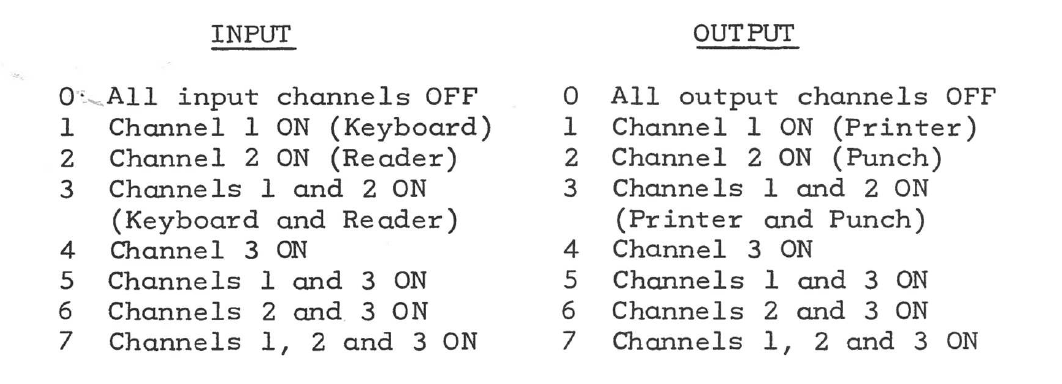 INPUT
0 All input channels OFF
1 Channel 1 ON (Keyboard)
2 Channel 2 ON (Reader)
3 Channels 1 and 2 ON
(Keyboard and Reader)
4 Channel 3 ON
5 Channels 1 and 3 ON
6 Channels 2 and 3 ON
7 Channels 1, 2 and 3 ON
OUTPUT
0 All output channels OFF
1 Channel 1 ON (Printer)
2 Channel 2 ON (Punch)
3 Channels 1 and 2 ON
(Printer and Punch)
4 Channel 3 ON
5 Channels 1 and 3 ON
6 Channels 2 and 3 ON
7 Channels 1, 2 and 3 ON